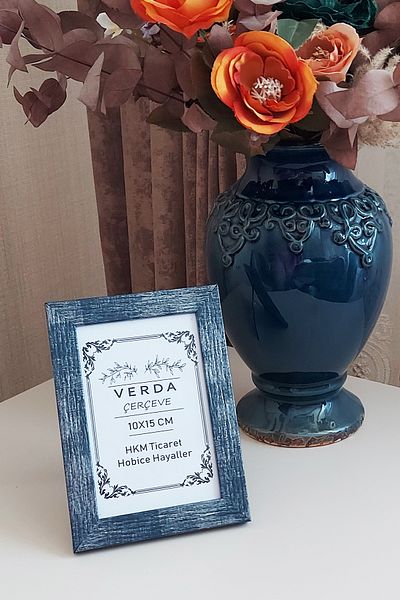 VERDA
ÇERÇEVE
10X15 CM
HKM Ticaret
Hobice Hayaller